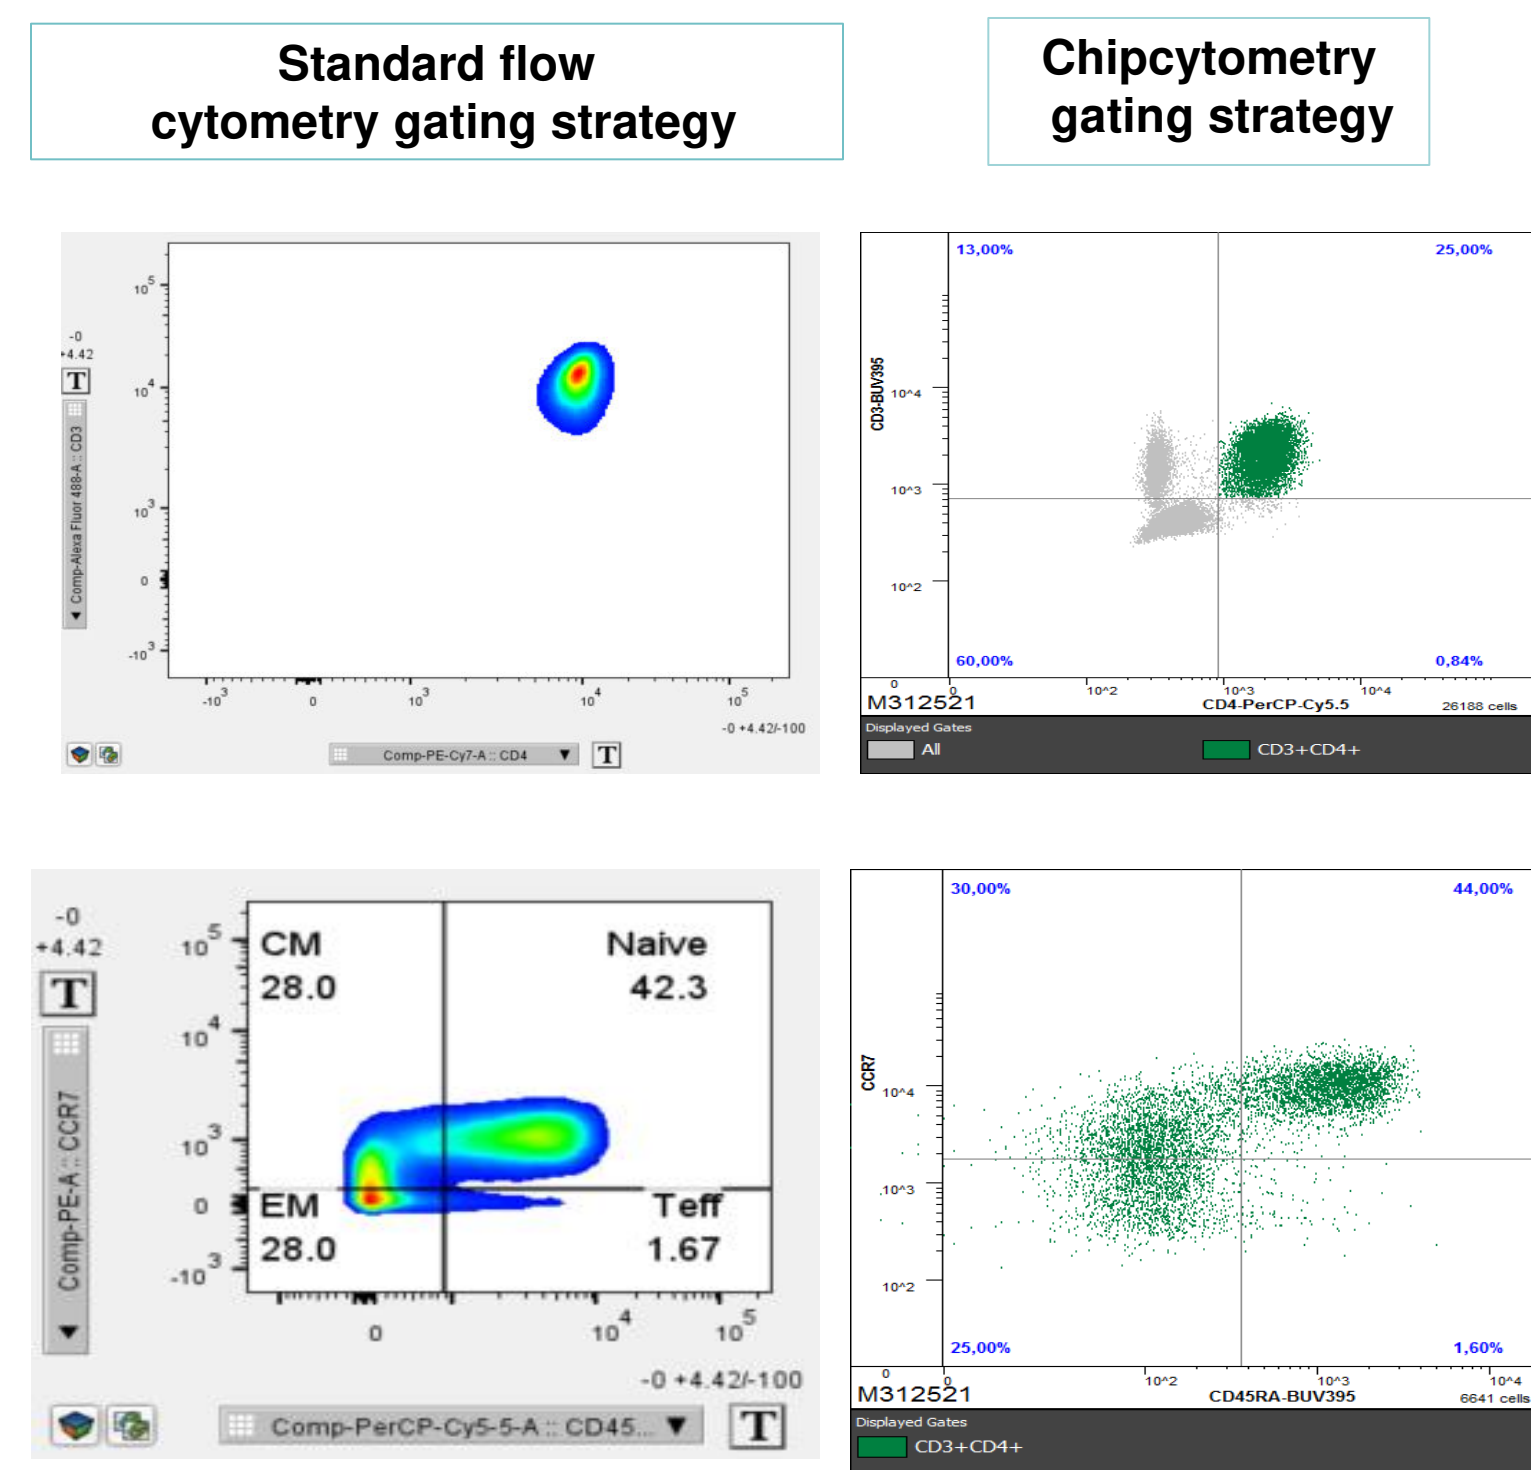 Standard flow
cytometry gating strategy
Chipcytometry
gating strategy
-0
+4.42
T
Comp-Alexa Fluor 488-A :: CD3
10^5
10^4
10^3
0
-10^3
-10^3
0
10^3
10^4
10^5
-0 +4.42/-100
Comp-PE-Cy7-A :: CD4
T
13,00%
25,00%
CD3-BUV395
10^4
10^3
10^2
60,00%
0,84%
0
0
10^2
10^3
10^4
M312521
CD4-PerCP-Cy5.5
26188 cells
Displayed Gates
All
CD3+CD4+
-0
+4.42
T
Comp-PE-A :: CCR7
10^5
10^4
10^3
0
-10^3
CM
28.0
Naive
42.3
EM
28.0
Teff
1.67
0
10^4
10^5
-0 +4.42/-100
Comp-PerCP-Cy5-5-A :: CD45...
T
30,00%
44,00%
CCR7
10^4
10^3
10^2
25,00%
1,60%
0
0
10^2
10^3
10^4
M312521
CD45RA-BUV395
6641 cells
Displayed Gates
CD3+CD4+